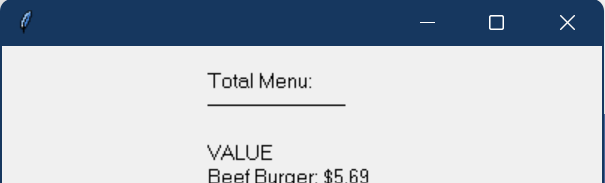 Total Menu:
VALUE
Beef Burger: $5.69